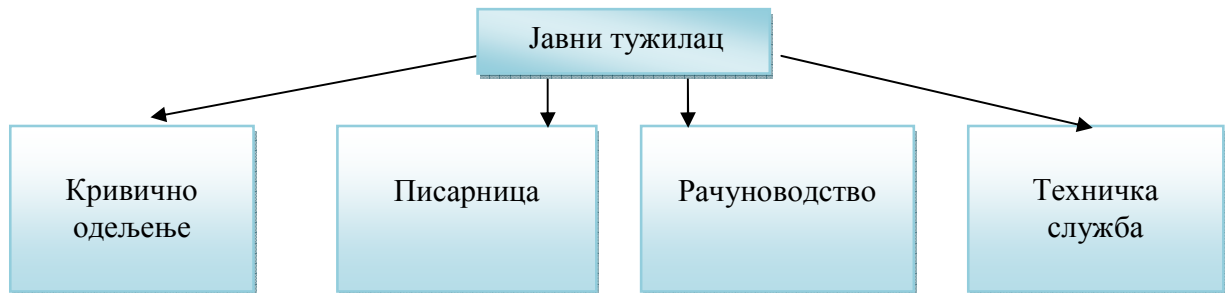 Јавни тужилац
Кривично
одељење
Писарница
Рачуноводство
Техничка
служба